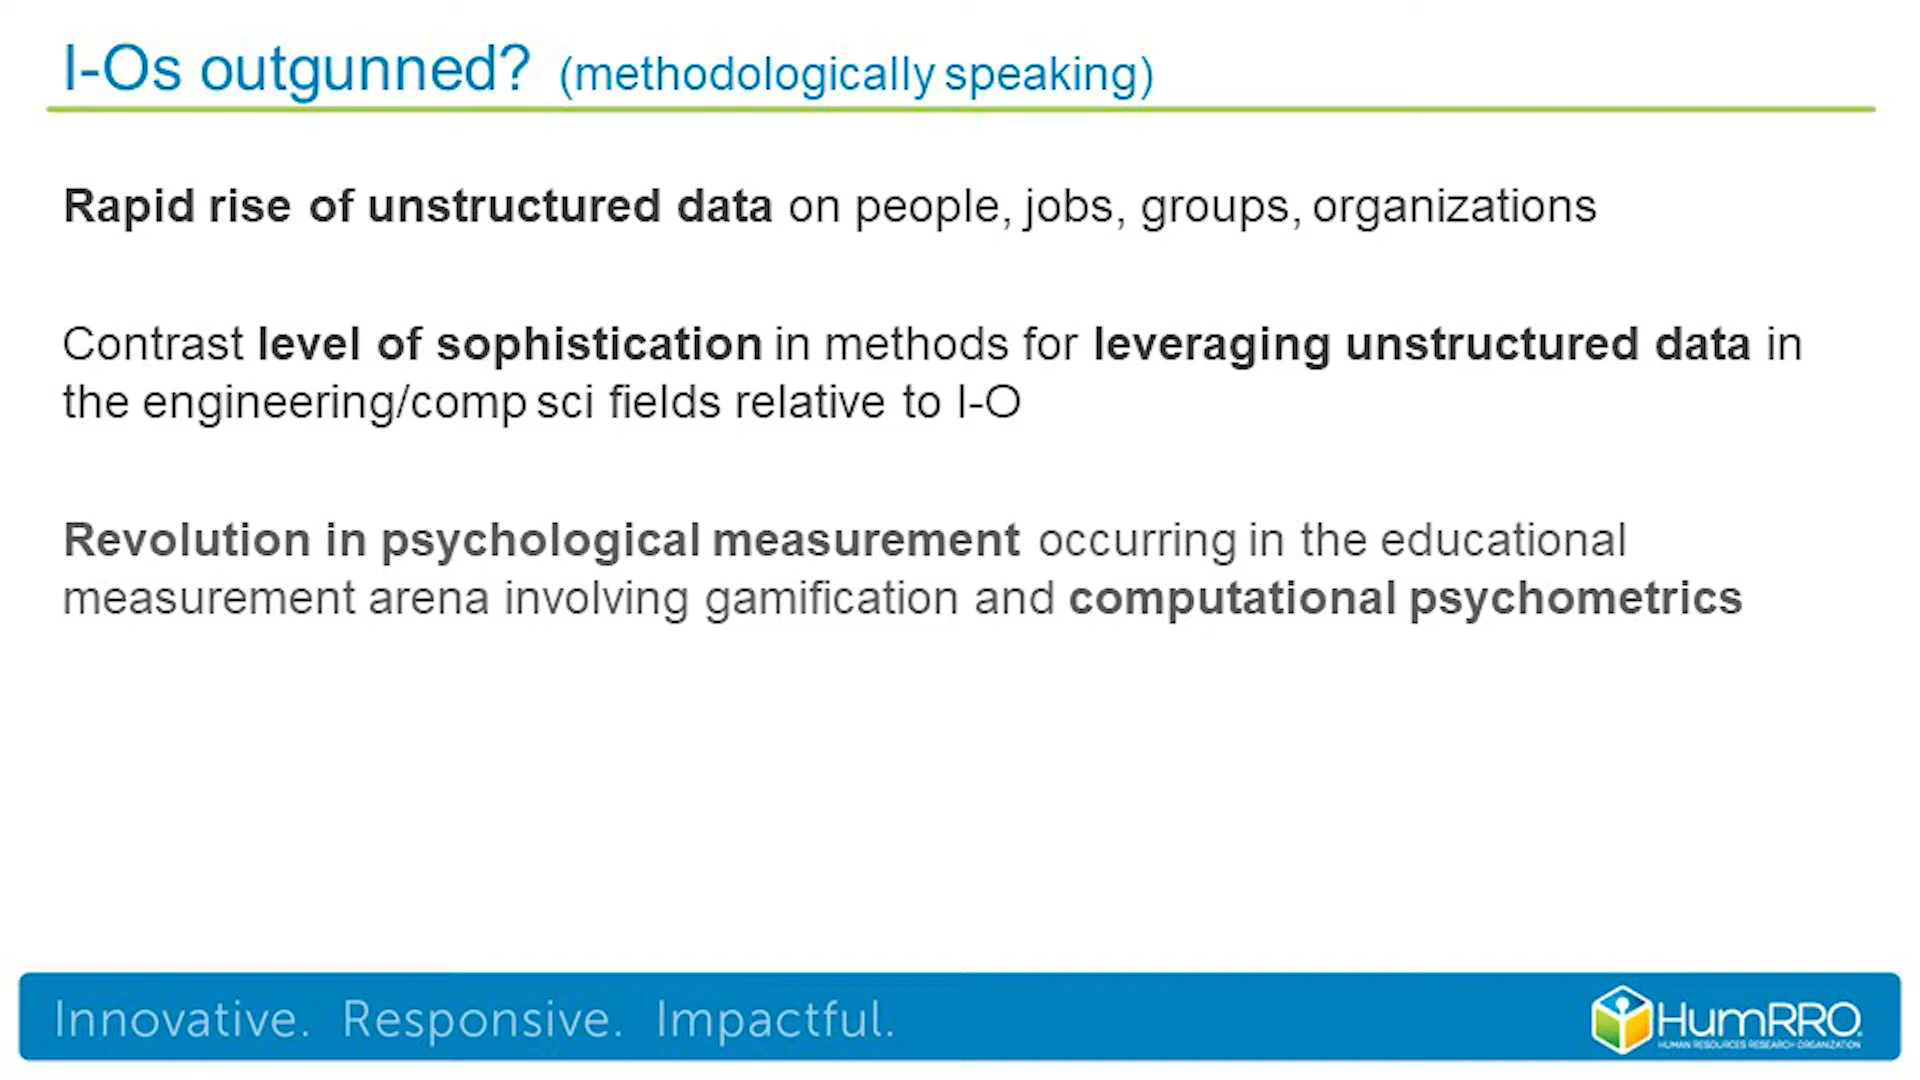 I-Os outgunned? (methodologically speaking)
Rapid rise of unstructured data on people, jobs, groups, organizations
Contrast level of sophistication in methods for leveraging unstructured data in
the engineering/comp sci fields relative to I-O
Revolution in psychological measurement occurring in the educational
measurement arena involving gamification and computational psychometrics
Innovative. Responsive. Impactful.
HumRRO
HUMAN RESOURCES RESEARCH ORGANIZATION